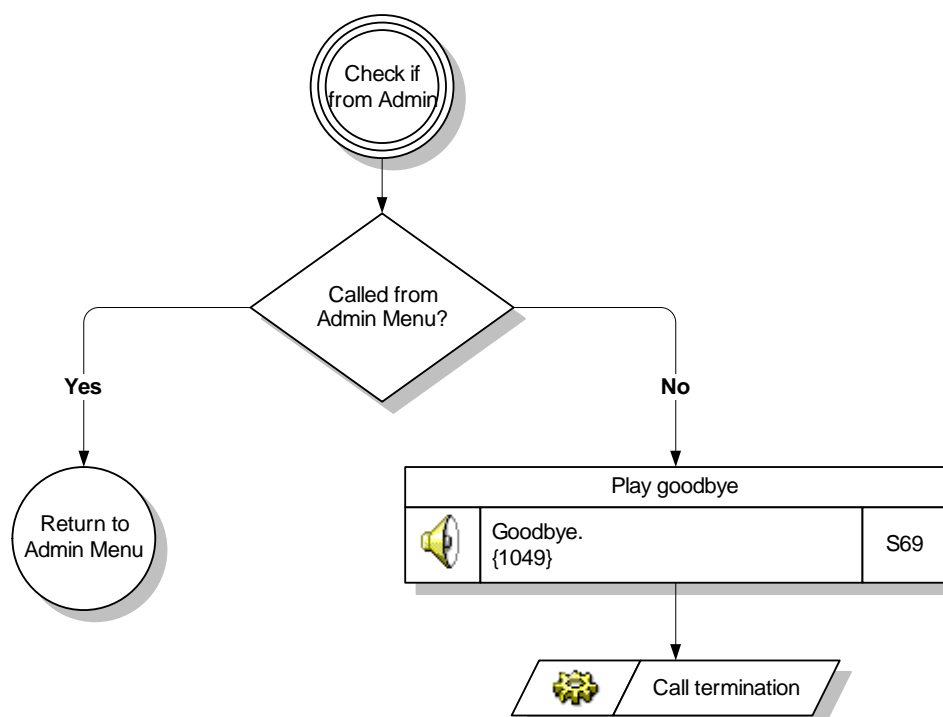 Check if
from Admin
Called from
Admin Menu?
Yes
No
Play goodbye
Goodbye.
{1049}
S69
Return to
Admin Menu
Call termination